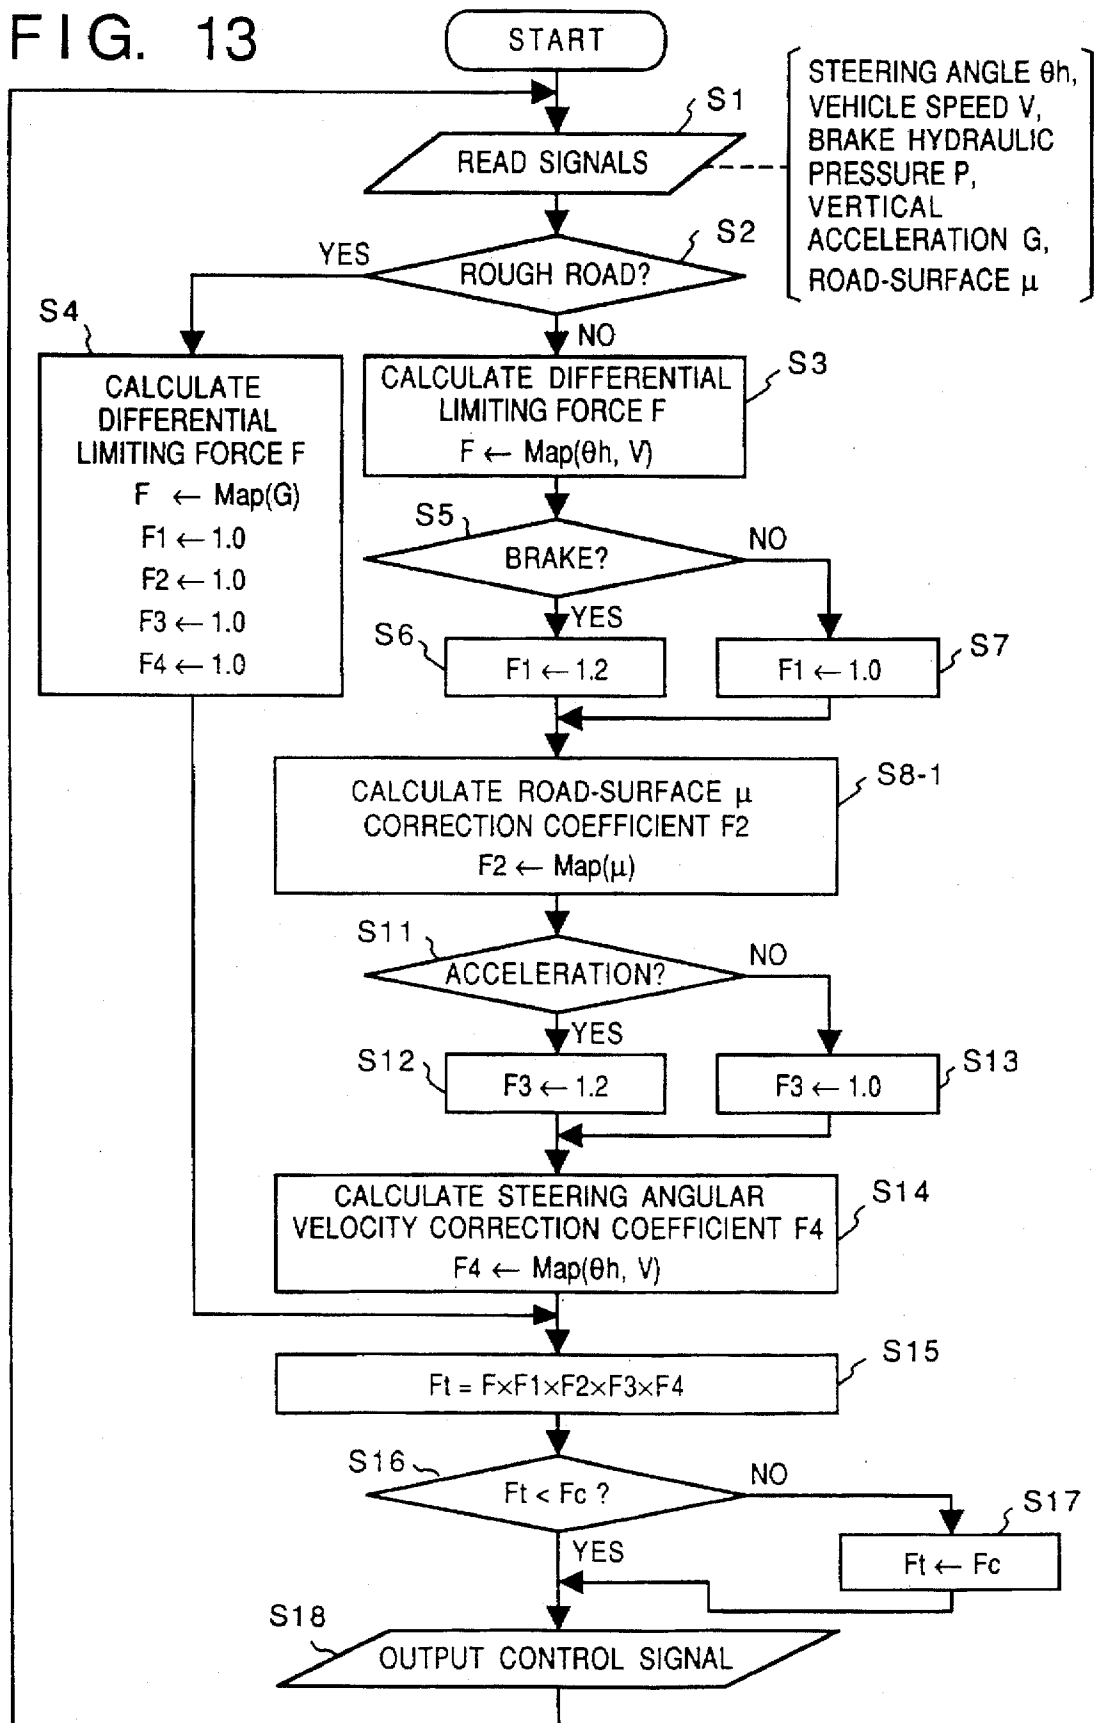 FIG. 13
START
S1
READ SIGNALS
STEERING ANGLE θh,
VEHICLE SPEED V,
BRAKE HYDRAULIC
PRESSURE P,
VERTICAL
ACCELERATION G,
ROAD-SURFACE μ
S2
YES
ROUGH ROAD?
NO
S4
CALCULATE
DIFFERENTIAL
LIMITING FORCE F
F ← Map(G)
F1 ← 1.0
F2 ← 1.0
F3 ← 1.0
F4 ← 1.0
S3
CALCULATE DIFFERENTIAL
LIMITING FORCE F
F ← Map(θh, V)
S5
BRAKE?
NO
YES
S6
F1 ← 1.2
S7
F1 ← 1.0
S8-1
CALCULATE ROAD-SURFACE μ
CORRECTION COEFFICIENT F2
F2 ← Map(μ)
S11
ACCELERATION?
NO
YES
S12
F3 ← 1.2
S13
F3 ← 1.0
S14
CALCULATE STEERING ANGULAR
VELOCITY CORRECTION COEFFICIENT F4
F4 ← Map(θh, V)
S15
Ft = F×F1×F2×F3×F4
S16
Ft < Fc ?
NO
YES
S17
Ft ← Fc
S18
OUTPUT CONTROL SIGNAL